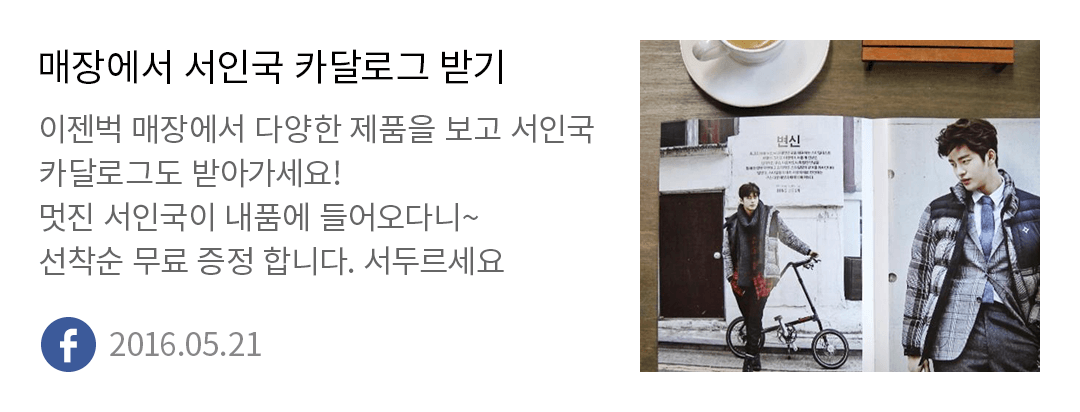 매장에서 서인국 카달로그 받기
이젠벅 매장에서 다양한 제품을 보고 서인국
카달로그도 받아가세요!
멋진 서인국이 내품에 들어오다니~
선착순 무료 증정 합니다. 서두르세요
f 2016.05.21
변신